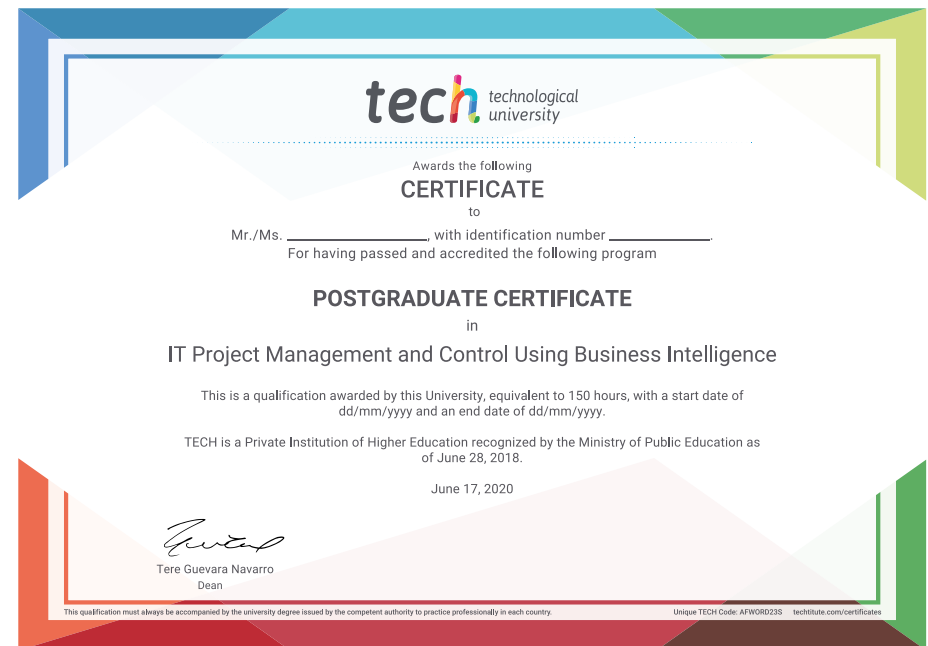 tech technological
university
Awards the following
CERTIFICATE
to
Mr./Ms. ____________________, with identification number ______________.
For having passed and accredited the following program
POSTGRADUATE CERTIFICATE
in
IT Project Management and Control Using Business Intelligence
This is a qualification awarded by this University, equivalent to 150 hours, with a start date of
dd/mm/yyyy and an end date of dd/mm/yyyy.
TECH is a Private Institution of Higher Education recognized by the Ministry of Public Education as
of June 28, 2018.
June 17, 2020
Tere Guevara Navarro
Dean
This qualification must always be accompanied by the university degree issued by the competent authority to practice professionally in each country.
Unique TECH Code: AFWORD23S techtitute.com/certificates